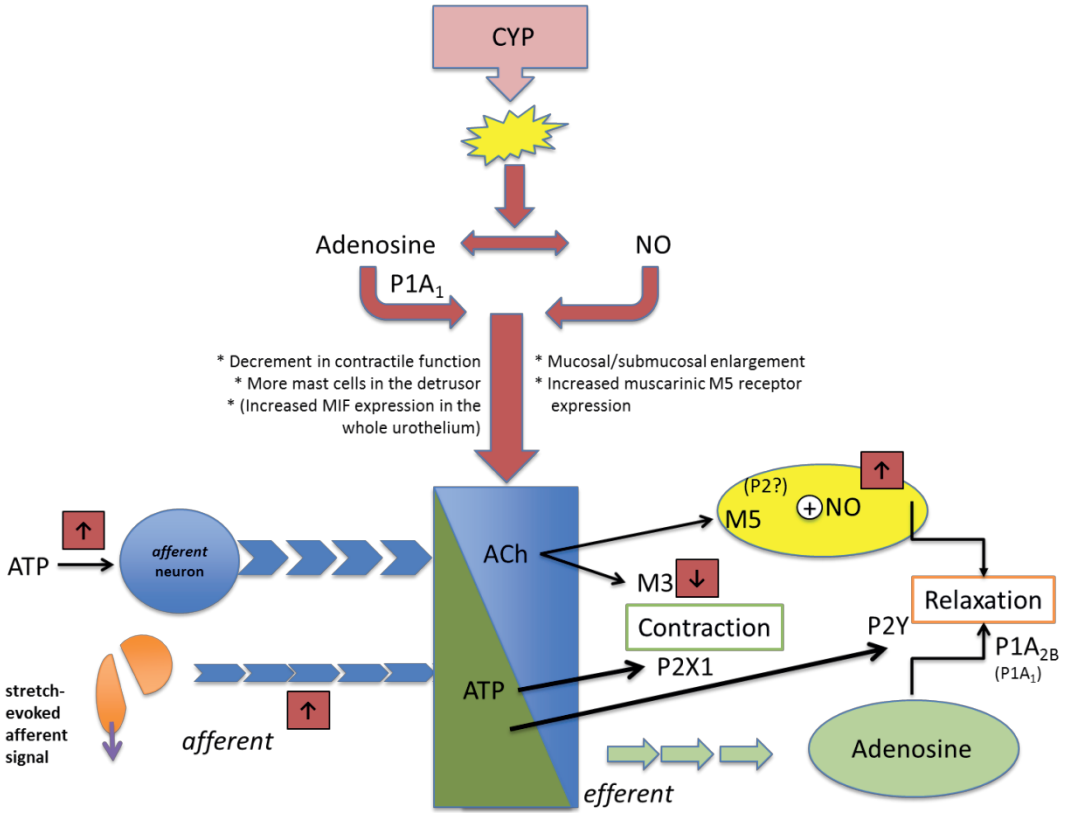 CYP
Adenosine
NO
P1A₁
* Decrement in contractile function
* More mast cells in the detrusor
* (Increased MIF expression in the
whole urothelium)
* Mucosal/submucosal enlargement
* Increased muscarinic M5 receptor
expression
ATP
↑
afferent
neuron
ACh
(P2?)
M5
+
NO
↑
M3
↓
Contraction
Relaxation
P2Y
P2X1
P1A₂B
(P1A₁)
stretch-
evoked
afferent
signal
↑
afferent
ATP
Adenosine
efferent